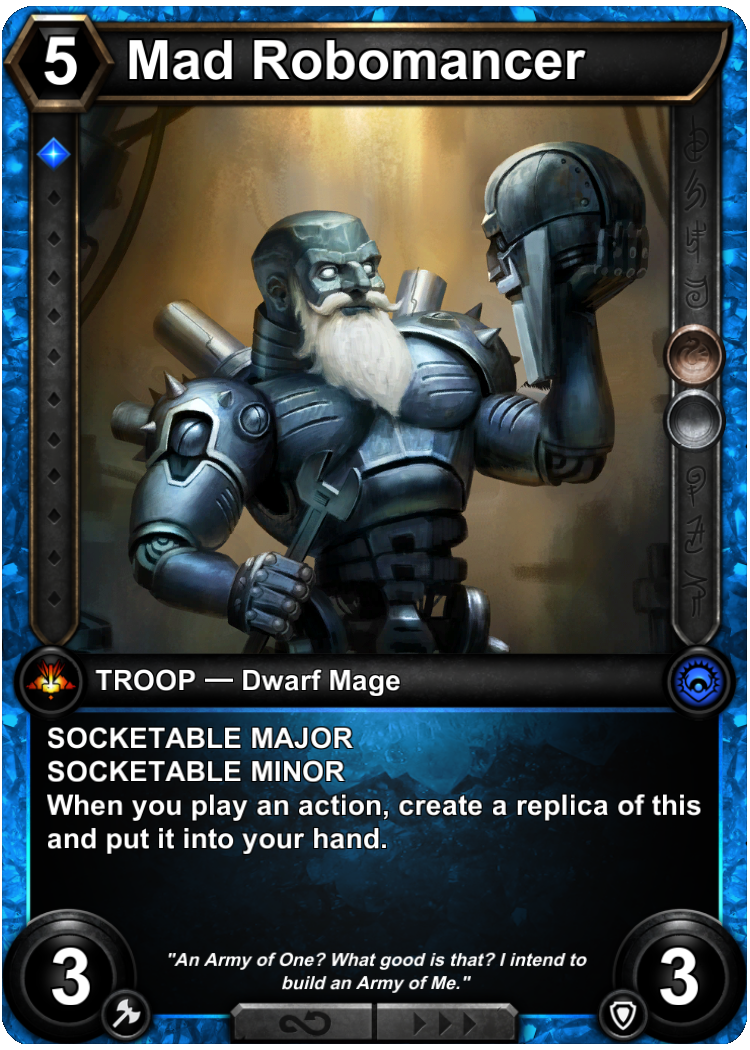 5 Mad Robomancer
TROOP — Dwarf Mage
SOCKETABLE MAJOR
SOCKETABLE MINOR
When you play an action, create a replica of this
and put it into your hand.
"An Army of One? What good is that? I intend to
build an Army of Me."
3
3